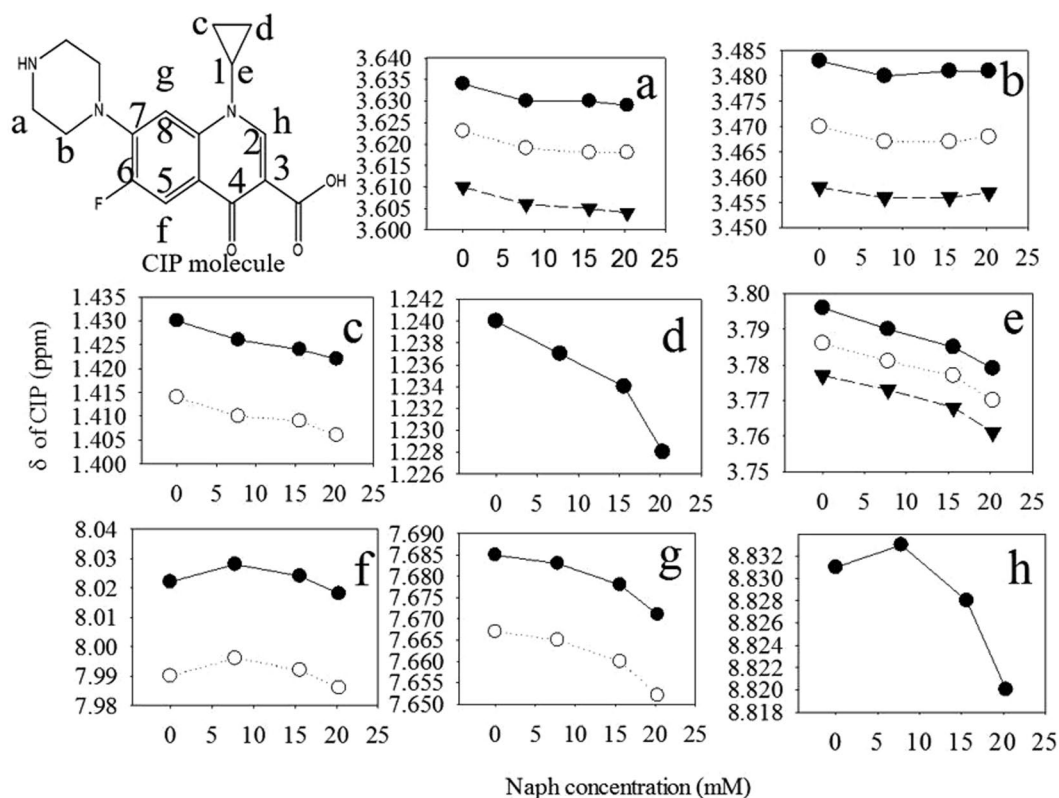 c d
HN
N
g
l e
N
h
a
b
7
8
2
6
5
4
3
F
f
OH
O
O
CIP molecule
a
3.640
3.635
3.630
3.625
3.620
3.615
3.610
3.605
3.600
0 5 10 15 20 25
b
3.485
3.480
3.475
3.470
3.465
3.460
3.455
3.450
0 5 10 15 20 25
δ of CIP (ppm)
c
1.435
1.430
1.425
1.420
1.415
1.410
1.405
1.400
0 5 10 15 20 25
d
1.242
1.240
1.238
1.236
1.234
1.232
1.230
1.228
1.226
0 5 10 15 20 25
e
3.80
3.79
3.78
3.77
3.76
3.75
0 5 10 15 20 25
f
8.04
8.03
8.02
8.01
8.00
7.99
7.98
0 5 10 15 20 25
g
7.690
7.685
7.680
7.675
7.670
7.665
7.660
7.655
7.650
0 5 10 15 20 25
h
8.832
8.830
8.828
8.826
8.824
8.822
8.820
8.818
0 5 10 15 20 25
Naph concentration (mM)